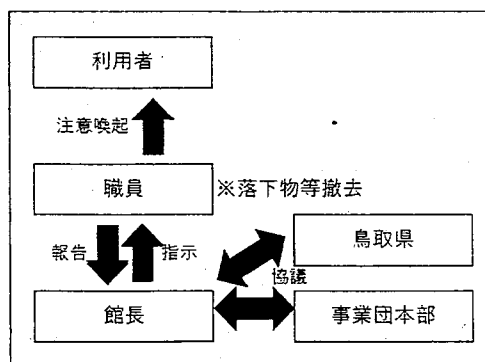 利用者
注意喚起
職員
※落下物等撤去
報告
指示
鳥取県
協議
館長
事業団本部